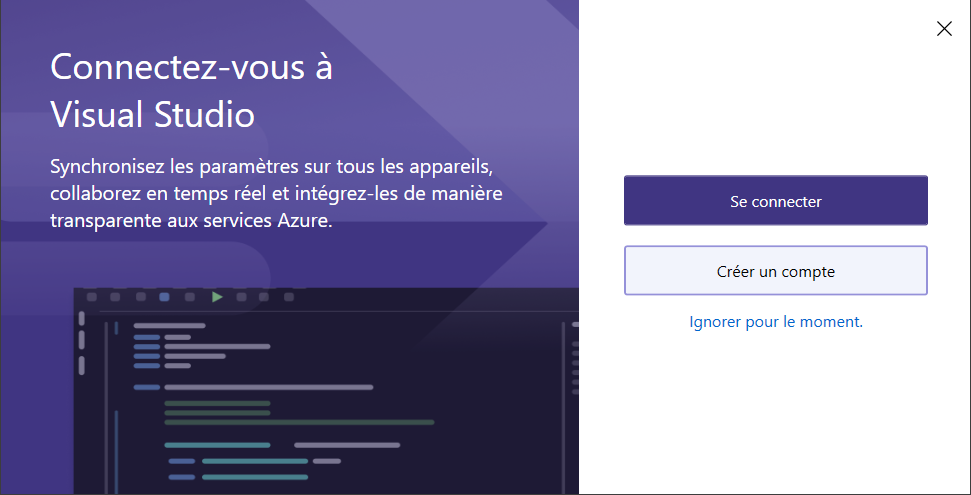 Connectez-vous à
Visual Studio
Synchronisez les paramètres sur tous les appareils,
collaborez en temps réel et intégrez-les de manière
transparente aux services Azure.
Se connecter
Créer un compte
Ignorer pour le moment.